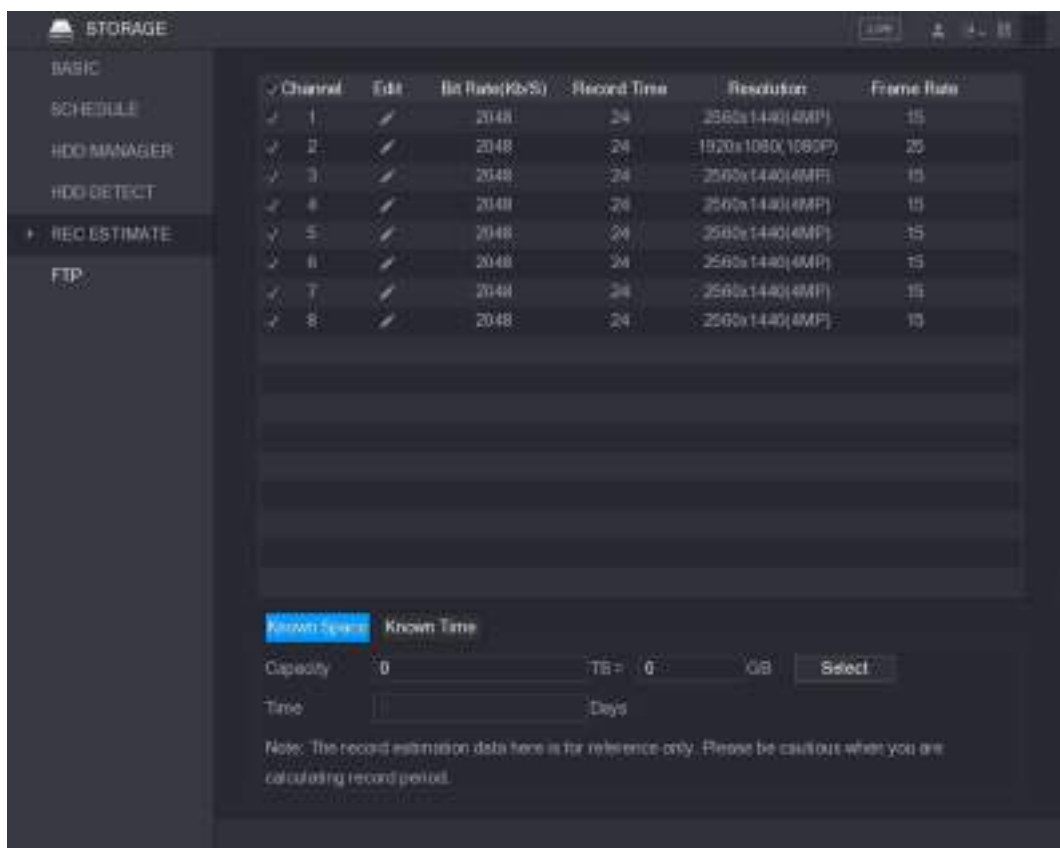 STORAGE
BASIC
SCHEDULE
HDD MANAGER
HDD DETECT
REC ESTIMATE
FTP
Channel Edit Bit Rate(Kb/S) Record Time Resolution Frame Rate
1 2048 24 2560x1440(4MP) 15
2 2048 24 1920x1080(1080P) 25
3 2048 24 2560x1440(4MP) 15
4 2048 24 2560x1440(4MP) 15
5 2048 24 2560x1440(4MP) 15
6 2048 24 2560x1440(4MP) 15
7 2048 24 2560x1440(4MP) 15
8 2048 24 2560x1440(4MP) 15
Known Space Known Time
Capacity 0 TB = 0 GB Select
Time Days
Note: The record estimation data here is for reference only. Please be cautious when you are
calculating record period.